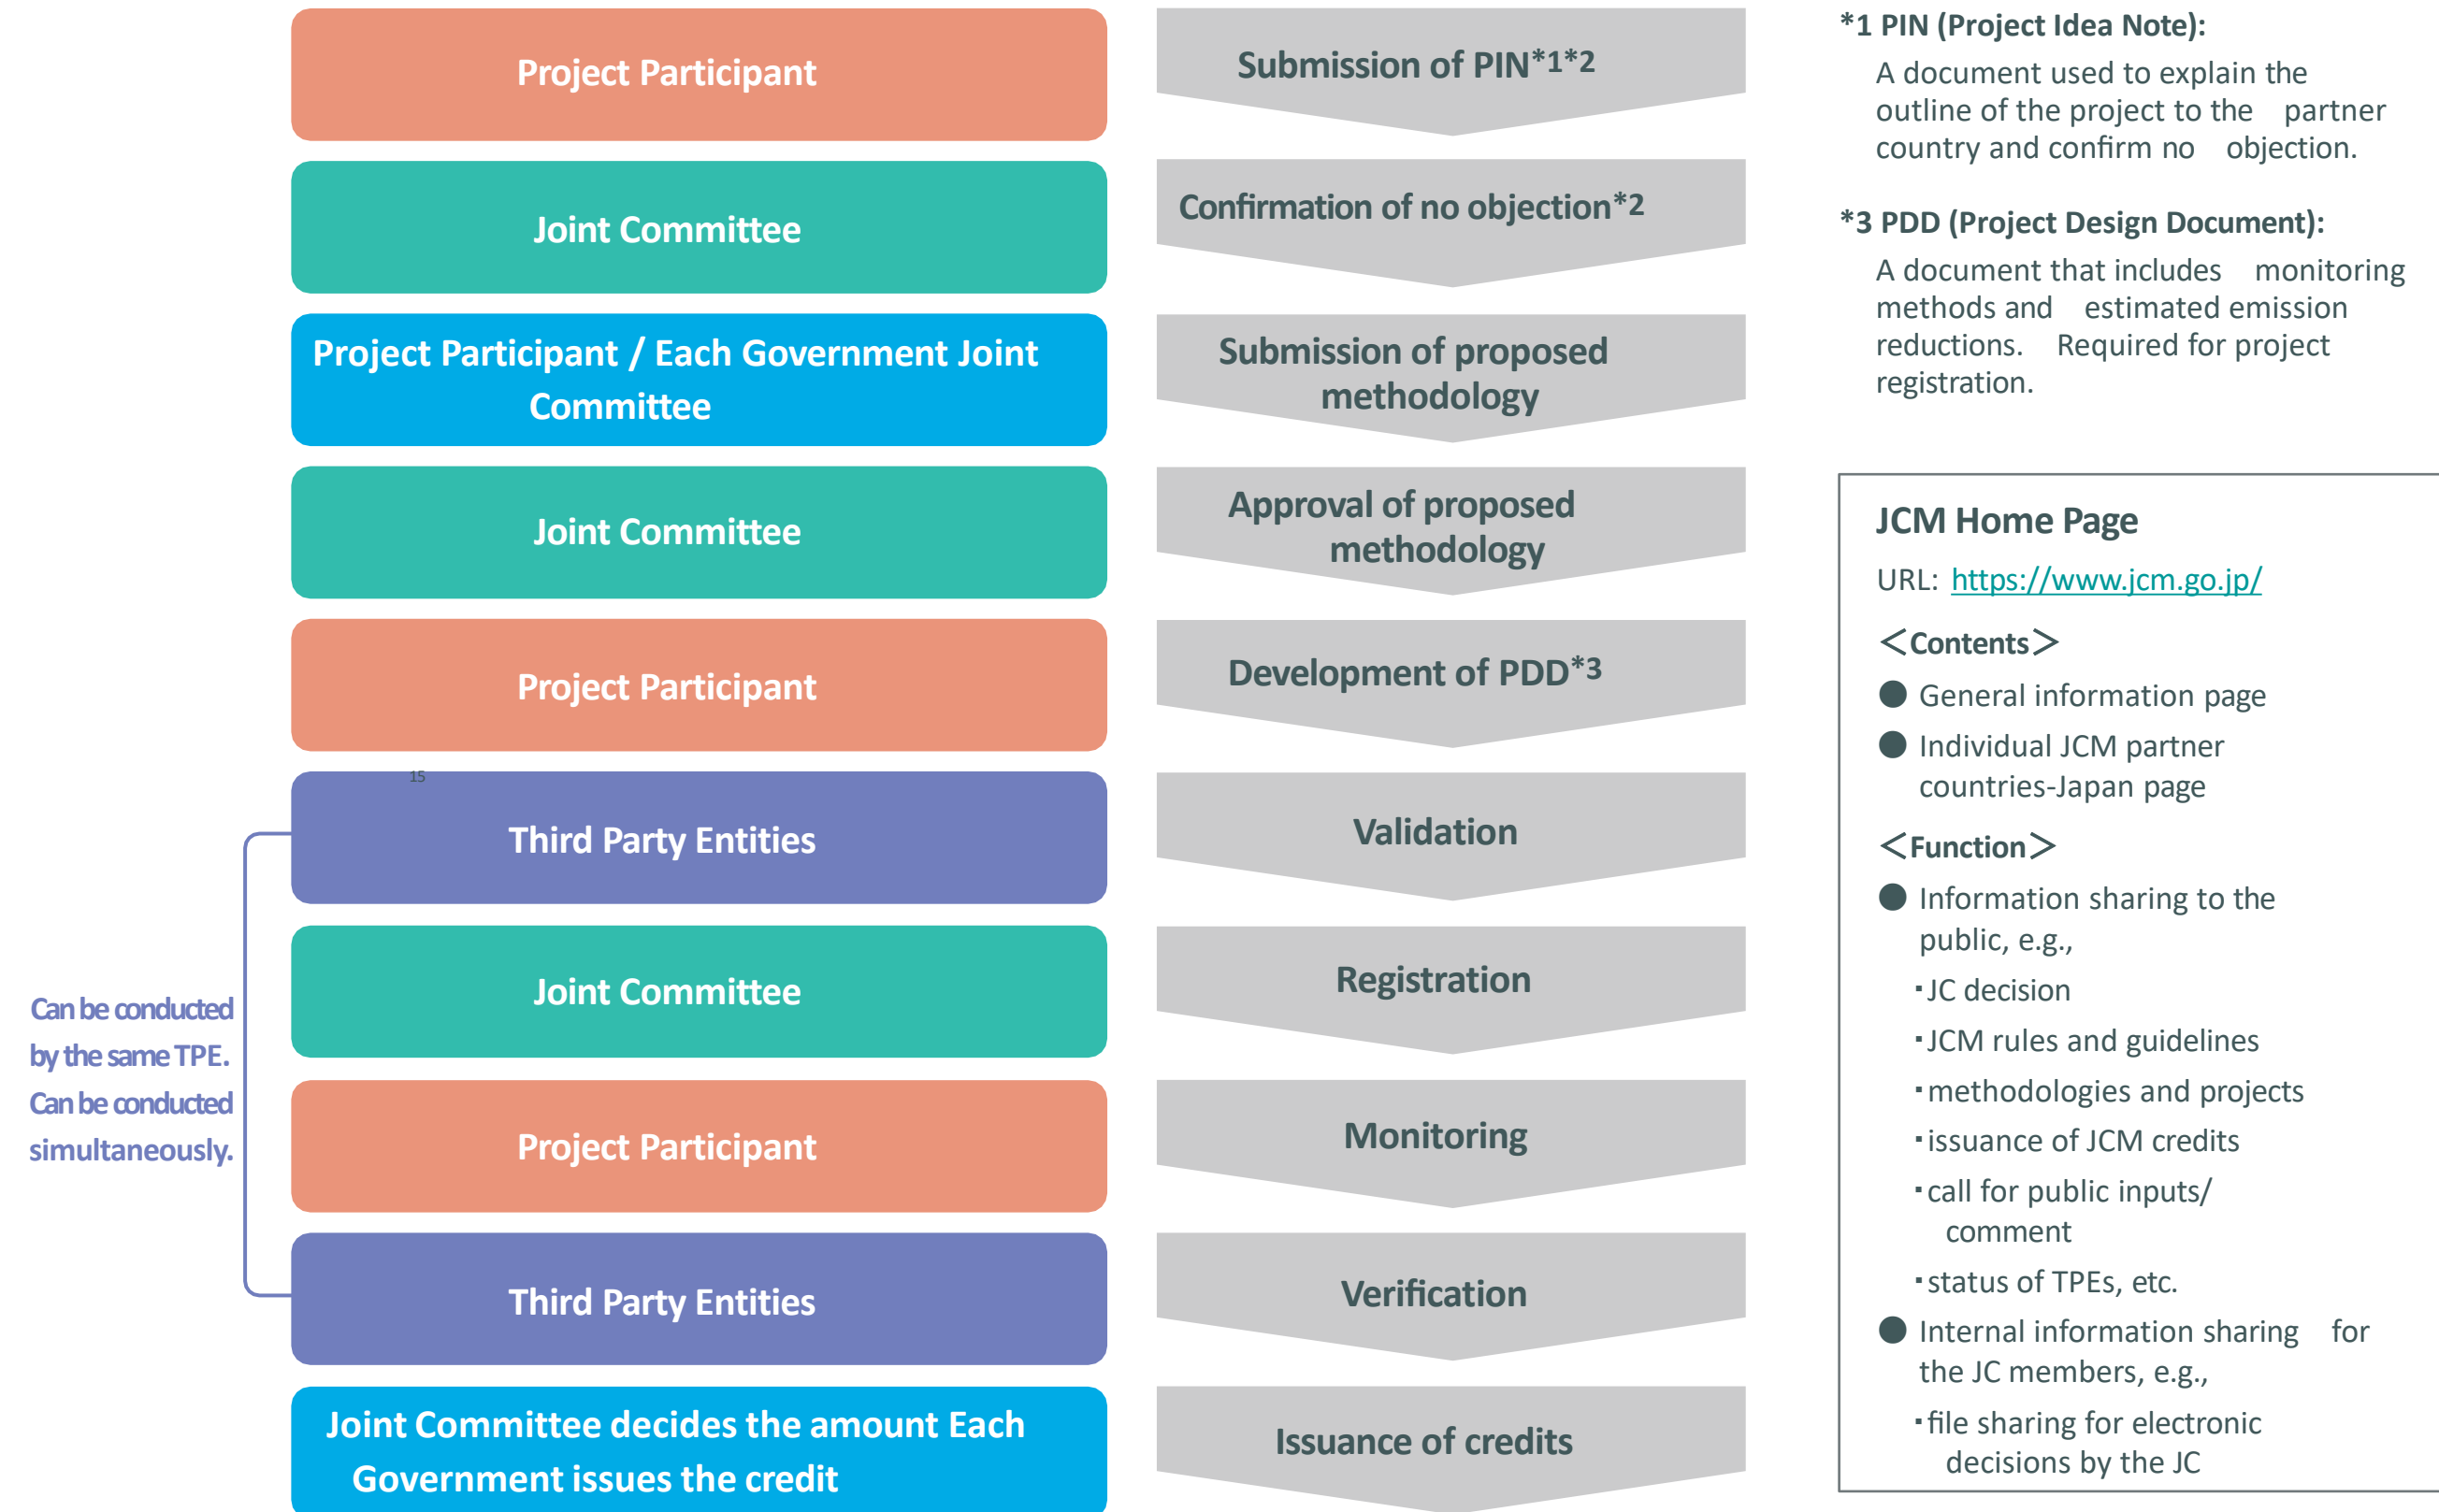 Project Participant
Submission of PIN*1*2
Joint Committee
Confirmation of no objection*2
Project Participant / Each Government Joint
Committee
Submission of proposed
methodology
Joint Committee
Approval of proposed
methodology
Project Participant
Development of PDD*3
15
Third Party Entities
Validation
Joint Committee
Registration
Can be conducted
by the same TPE.
Can be conducted
simultaneously.
Project Participant
Monitoring
Third Party Entities
Verification
Joint Committee decides the amount Each
Government issues the credit
Issuance of credits
*1 PIN (Project Idea Note):
A document used to explain the
outline of the project to the partner
country and confirm no objection.
*3 PDD (Project Design Document):
A document that includes monitoring
methods and estimated emission
reductions. Required for project
registration.
JCM Home Page
URL: https://www.jcm.go.jp/
＜Contents＞
● General information page
● Individual JCM partner
countries-Japan page
＜Function＞
● Information sharing to the
public, e.g.,
・JC decision
・JCM rules and guidelines
・methodologies and projects
・issuance of JCM credits
・call for public inputs/
comment
・status of TPEs, etc.
● Internal information sharing for
the JC members, e.g.,
・file sharing for electronic
decisions by the JC